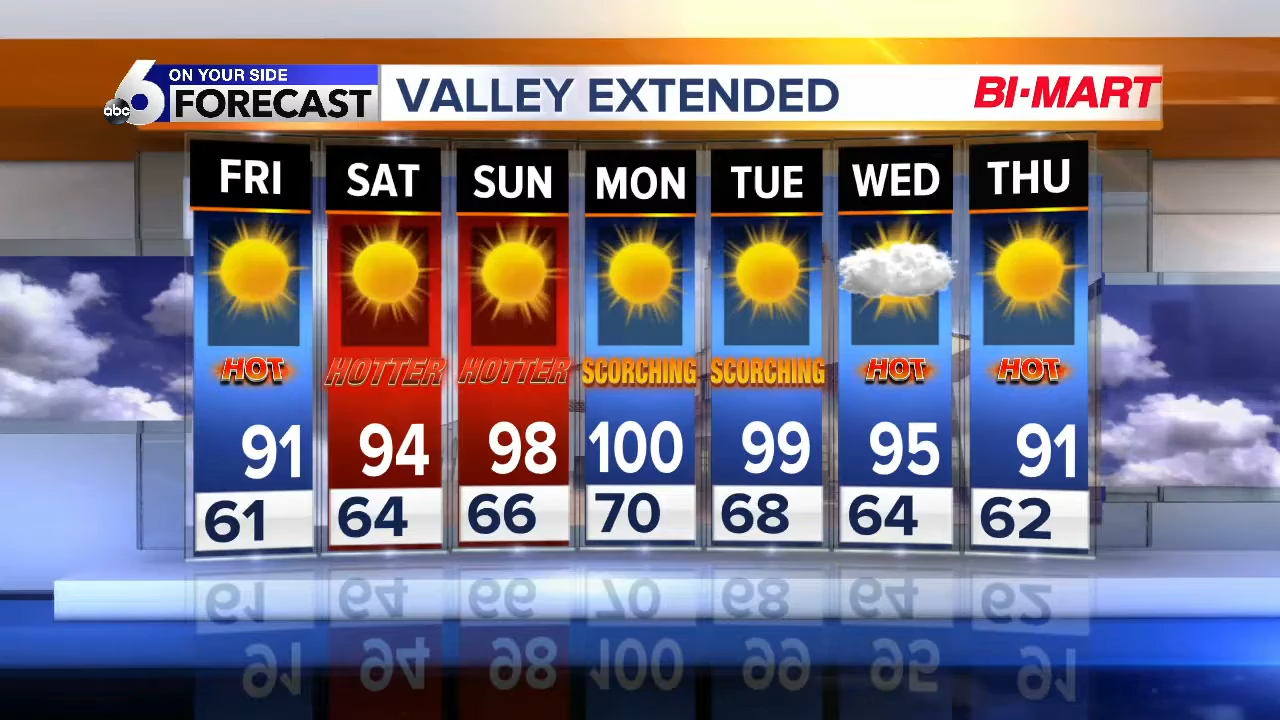 ON YOUR SIDE
abc 6 FORECAST
VALLEY EXTENDED
BI-MART
FRI SAT SUN MON TUE WED THU
HOT HOTTER HOTTER SCORCHING SCORCHING HOT HOT
91 94 98 100 99 95 91
61 64 66 70 68 64 62